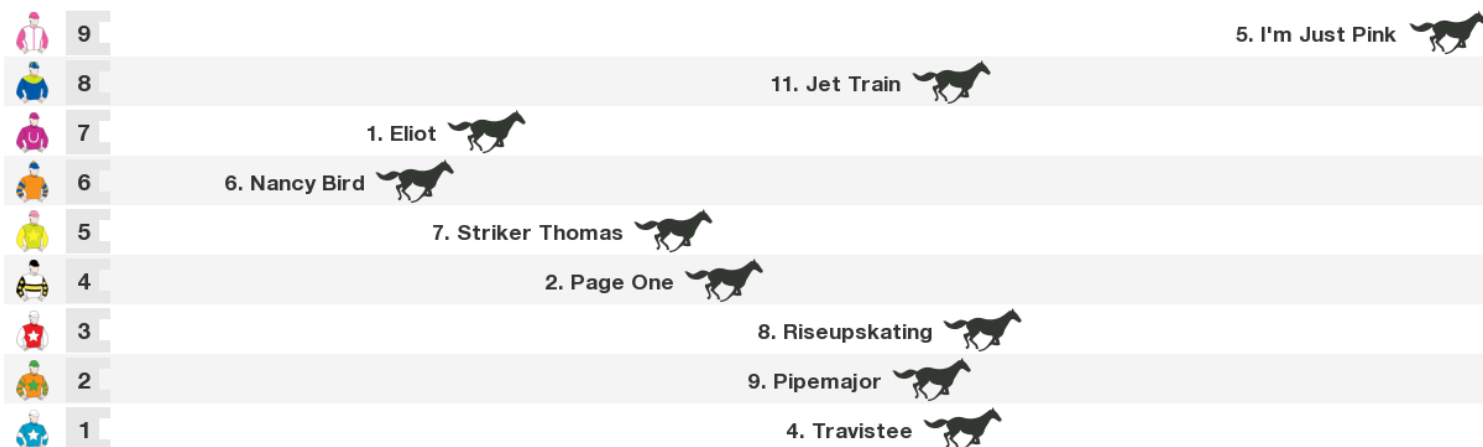 9 5. I'm Just Pink
8 11. Jet Train
7 1. Eliot
6 6. Nancy Bird
5 7. Striker Thomas
4 2. Page One
3 8. Riseupskating
2 9. Pipemajor
1 4. Travistee